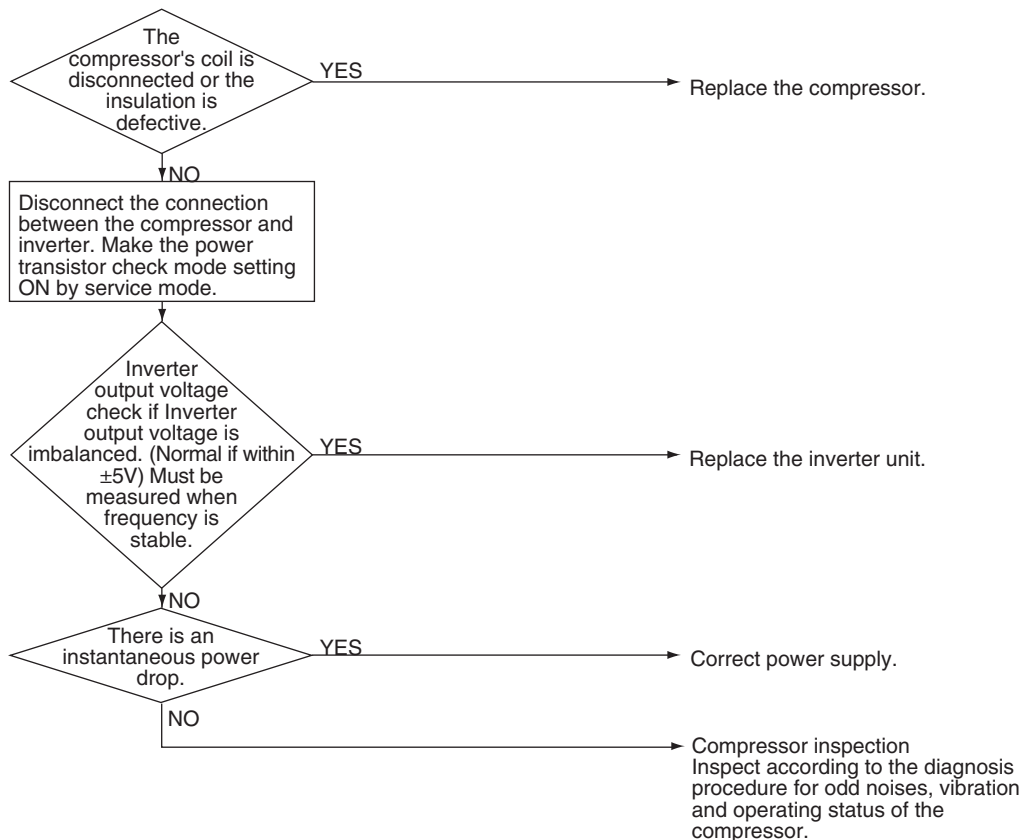 The
compressor's coil is
disconnected or the
insulation is
defective.
YES
Replace the compressor.
NO
Disconnect the connection
between the compressor and
inverter. Make the power
transistor check mode setting
ON by service mode.
Inverter
output voltage
check if Inverter
output voltage is
imbalanced. (Normal if within
±5V) Must be
measured when
frequency is
stable.
YES
Replace the inverter unit.
NO
There is an
instantaneous power
drop.
YES
Correct power supply.
NO
Compressor inspection
Inspect according to the diagnosis
procedure for odd noises, vibration
and operating status of the
compressor.